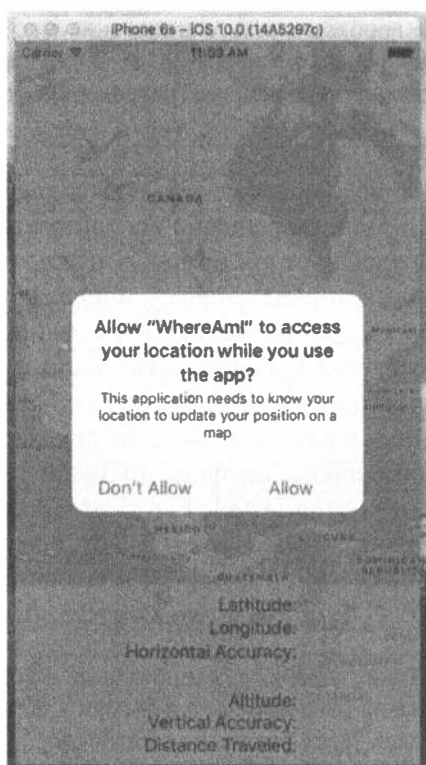 iPhone 6s – iOS 10.0 (14A5297c)
Carrier 11:03 AM
CANADA
Allow "WhereAmI" to access
your location while you use
the app?
This application needs to know your
location to update your position on a
map
Don't Allow Allow
MEXICO
CUBA
DOMINICAN
REPUBLIC
GUATEMALA
Latitude:
Longitude:
Horizontal Accuracy:
Altitude:
Vertical Accuracy:
Distance Traveled: